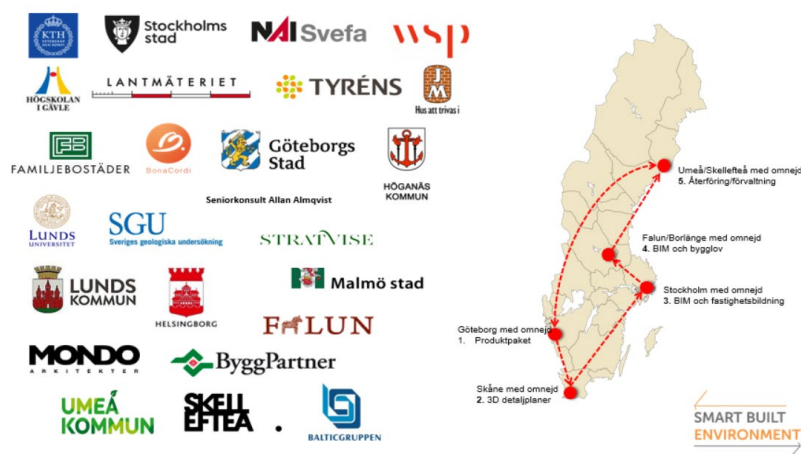 KTH
Stockholms
stad
NAI Svefa
wsp
HÖGSKOLAN
I GÄVLE
LANTMÄTERIET
TYRÉNS
JM
Hus att trivas i
FB
FAMILJEBOSTÄDER
BonaCordi
Göteborgs
Stad
HÖGANÄS
KOMMUN
Seniorkonsult Allan Almqvist
LUNDS
UNIVERSITET
SGU
Sveriges geologiska undersökning
STRATVISE
LUNDS
KOMMUN
HELSINGBORG
Malmö stad
FALUN
MONDO
ARKITEKTER
ByggPartner
UMEÅ
KOMMUN
SKELL
EFTEÅ
BALTICGRUPPEN
Umeå/Skellefteå med omnejd
5. Återföring/förvaltning
Falun/Borlänge med omnejd
4. BIM och bygglov
Stockholm med omnejd
3. BIM och fastighetsbildning
Göteborg med omnejd
1. Produktpaket
Skåne med omnejd
2. 3D detaljplaner
SMART BUILT
ENVIRONMENT